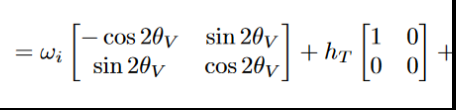 = ω_i [ − cos 2θ_V   sin 2θ_V ; sin 2θ_V   cos 2θ_V ] + h_T [ 1   0 ; 0   0 ] +